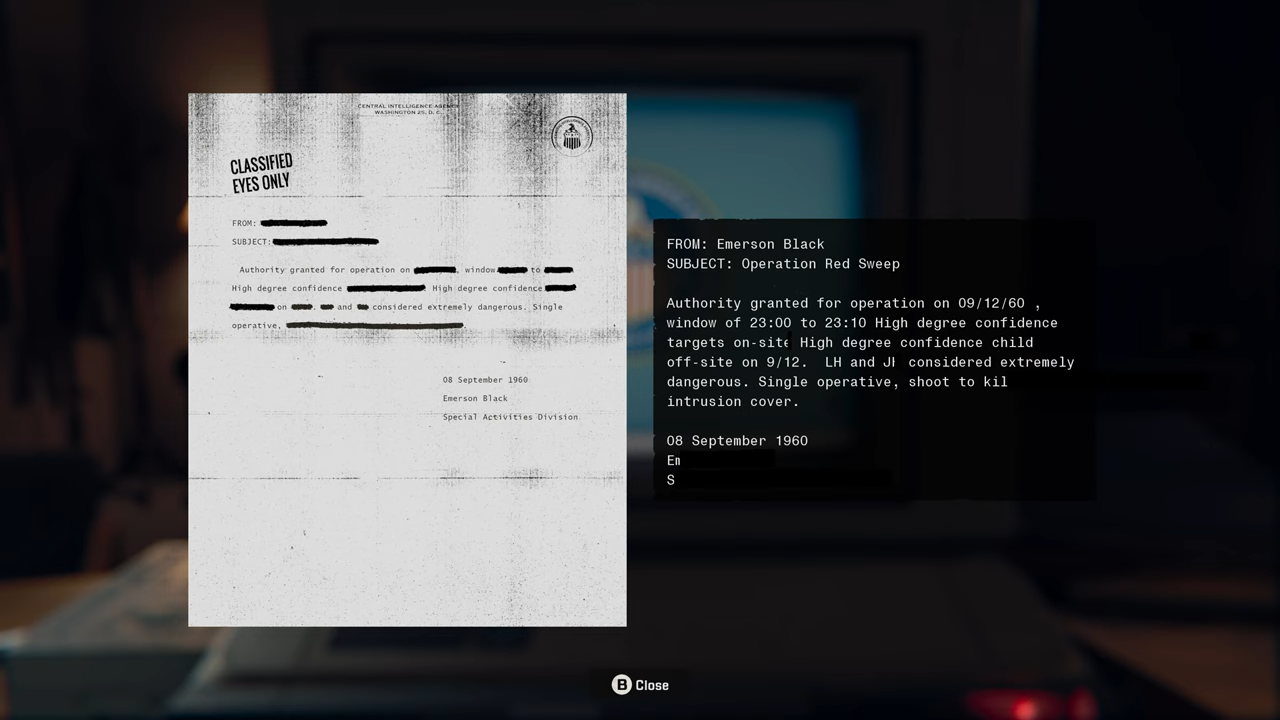 CENTRAL INTELLIGENCE AGENCY
WASHINGTON 25, D. C.
CLASSIFIED
EYES ONLY
FROM:
SUBJECT:
Authority granted for operation on , window to
High degree confidence . High degree confidence
on and considered extremely dangerous. Single
operative,
08 September 1960
Emerson Black
Special Activities Division
FROM: Emerson Black
SUBJECT: Operation Red Sweep
Authority granted for operation on 09/12/60 ,
window of 23:00 to 23:10 High degree confidence
targets on-site High degree confidence child
off-site on 9/12. LH and JH considered extremely
dangerous. Single operative, shoot to kil
intrusion cover.
08 September 1960
Em
S
B Close